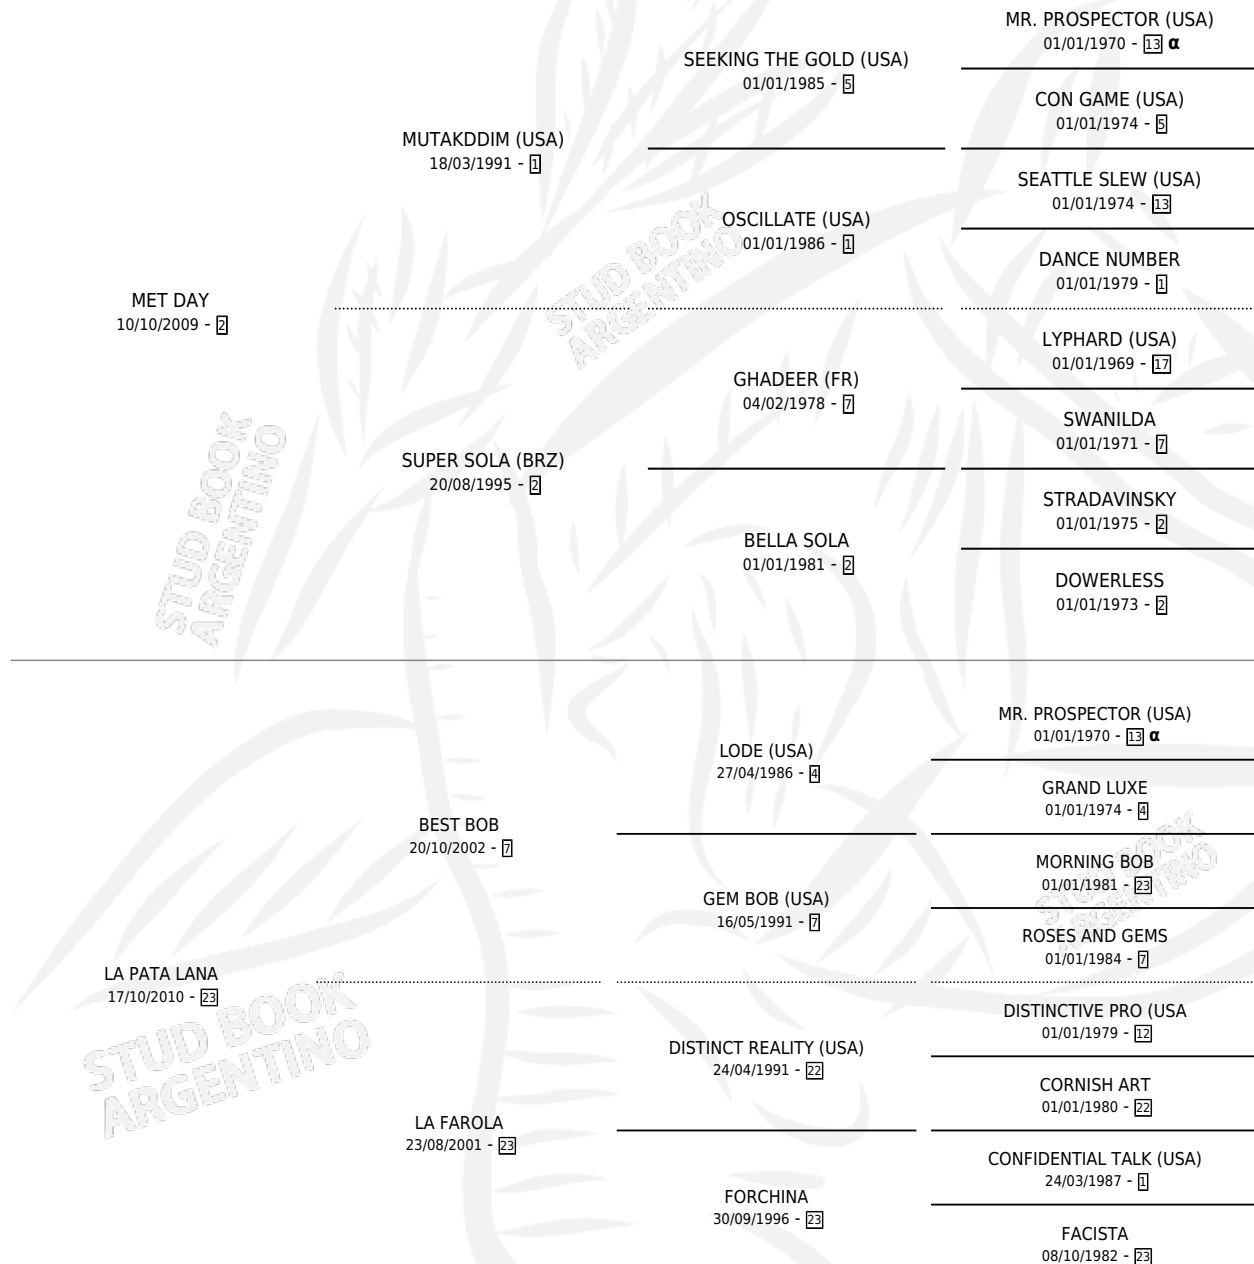 MR. PROSPECTOR (USA)
01/01/1970 - 13 α
SEEKING THE GOLD (USA)
01/01/1985 - 5
CON GAME (USA)
01/01/1974 - 5
MUTAKDDIM (USA)
18/03/1991 - 1
SEATTLE SLEW (USA)
01/01/1974 - 13
OSCILLATE (USA)
01/01/1986 - 1
DANCE NUMBER
01/01/1979 - 1
MET DAY
10/10/2009 - 2
LYPHARD (USA)
01/01/1969 - 17
GHADEER (FR)
04/02/1978 - 7
SWANILDA
01/01/1971 - 7
SUPER SOLA (BRZ)
20/08/1995 - 2
STRADAVINSKY
01/01/1975 - 2
BELLA SOLA
01/01/1981 - 2
DOWERLESS
01/01/1973 - 2
STUD BOOK
ARGENTINO
STUD BOOK
ARGENTINO
MR. PROSPECTOR (USA)
01/01/1970 - 13 α
LODE (USA)
27/04/1986 - 4
GRAND LUXE
01/01/1974 - 4
BEST BOB
20/10/2002 - 7
MORNING BOB
01/01/1981 - 23
GEM BOB (USA)
16/05/1991 - 7
ROSES AND GEMS
01/01/1984 - 7
LA PATA LANA
17/10/2010 - 23
DISTINCTIVE PRO (USA
01/01/1979 - 12
DISTINCT REALITY (USA)
24/04/1991 - 22
CORNISH ART
01/01/1980 - 22
LA FAROLA
23/08/2001 - 23
CONFIDENTIAL TALK (USA)
24/03/1987 - 1
FORCHINA
30/09/1996 - 23
FACISTA
08/10/1982 - 23
STUD BOOK
ARGENTINO
STUD BOOK
ARGENTINO